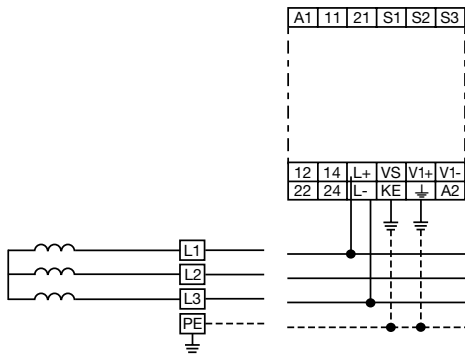 A1 11 21 S1 S2 S3
12 14 L+ VS V1+ V1-
22 24 L- KE ⏚ A2
L1
L2
L3
PE